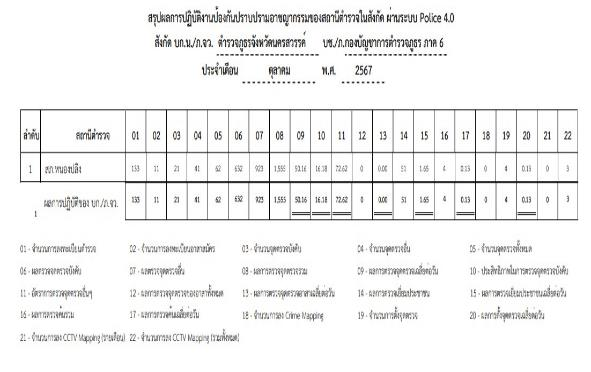 สรุปผลการปฏิบัติงานป้องกันปราบปรามอาชญากรรมของสถานีตำรวจในสังกัด ผ่านระบบ Police 4.0
สังกัด บก.น./ภ.จว. ตำรวจภูธรจังหวัดนครสวรรค์ บช./ภ.กองบัญชาการตำรวจภูธร ภาค 6
ประจำเดือน ตุลาคม พ.ศ. 2567
ลำดับ สถานีตำรวจ 01 02 03 04 05 06 07 08 09 10 11 12 13 14 15 16 17 18 19 20 21 22
1 สภ.หนองปลิง 133 11 21 41 62 632 923 1,555 50.16 16.18 72.62 0 0.00 51 1.65 4 0.13 0 4 0.13 0 3
1 ผลการปฏิบัติของ บก./ภ.จว. 133 11 21 41 62 632 923 1,555 50.16 16.18 72.62 0 0.00 51 1.65 4 0.13 0 4 0.13 0 3
01 - จำนวนการลงทะเบียนตำรวจ 02 - จำนวนการลงทะเบียนอาสาสมัคร 03 - จำนวนจุดตรวจบังคับ 04 - จำนวนจุดตรวจอื่น 05 - จำนวนจุดตรวจทั้งหมด
06 - ผลตรวจจุดตรวจบังคับ 07 - ผลตรวจจุดตรวจอื่น 08 - ผลการตรวจจุดตรวจรวม 09 - ผลการตรวจจุดตรวจเฉลี่ยต่อวัน 10 - ประสิทธิภาพในการตรวจจุดตรวจบังคับ
11 - อัตราการตรวจจุดตรวจอื่นๆ 12 - ผลการตรวจจุดตรวจของอาสาทั้งหมด 13 - ผลการตรวจจุดตรวจอาสาเฉลี่ยต่อวัน 14 - ผลการตรวจเยี่ยมประชาชน 15 - ผลการตรวจเยี่ยมประชาชนเฉลี่ยต่อวัน
16 - ผลการตรวจค้นรวม 17 - ผลการตรวจค้นเฉลี่ยต่อวัน 18 - จำนวนการลง Crime Mapping 19 - จำนวนการตั้งจุดตรวจ 20 - ผลการตั้งจุดตรวจเฉลี่ยต่อวัน
21 - จำนวนการลง CCTV Mapping (รายเดือน) 22 - จำนวนการลง CCTV Mapping (รวมทั้งหมด)